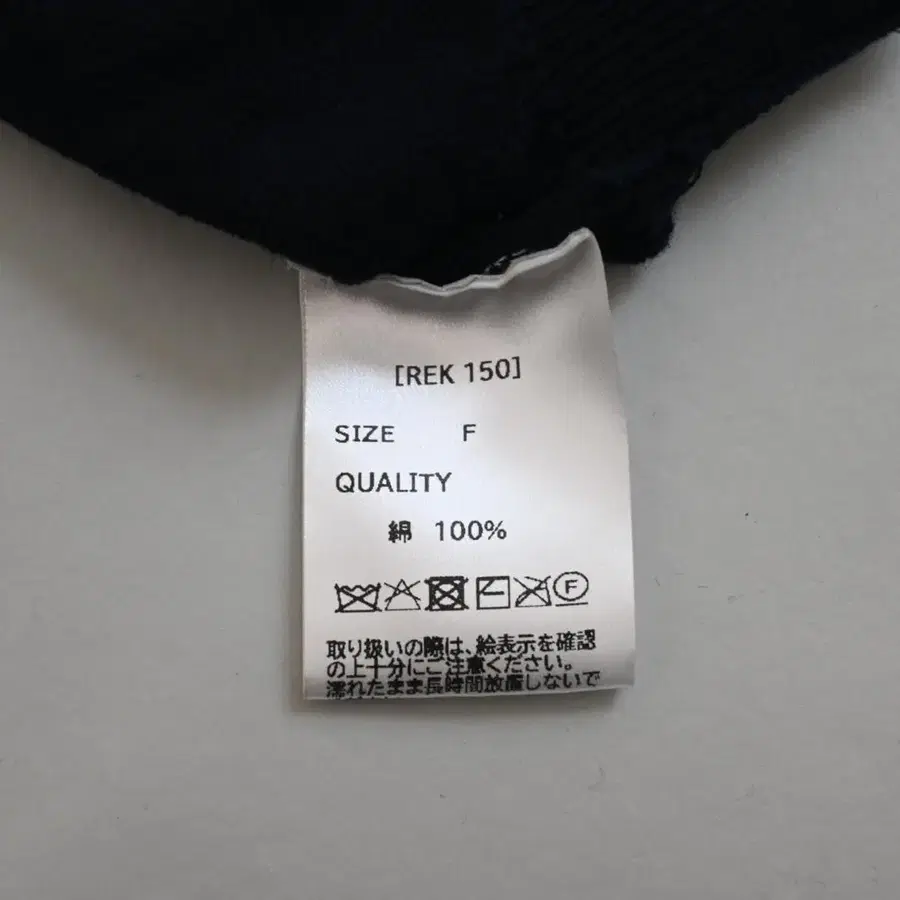 [REK 150]
SIZE F
QUALITY
綿 100%
F
取り扱いの際は、絵表示を確認
の上十分にご注意ください。
濡れたまま長時間放置しないで